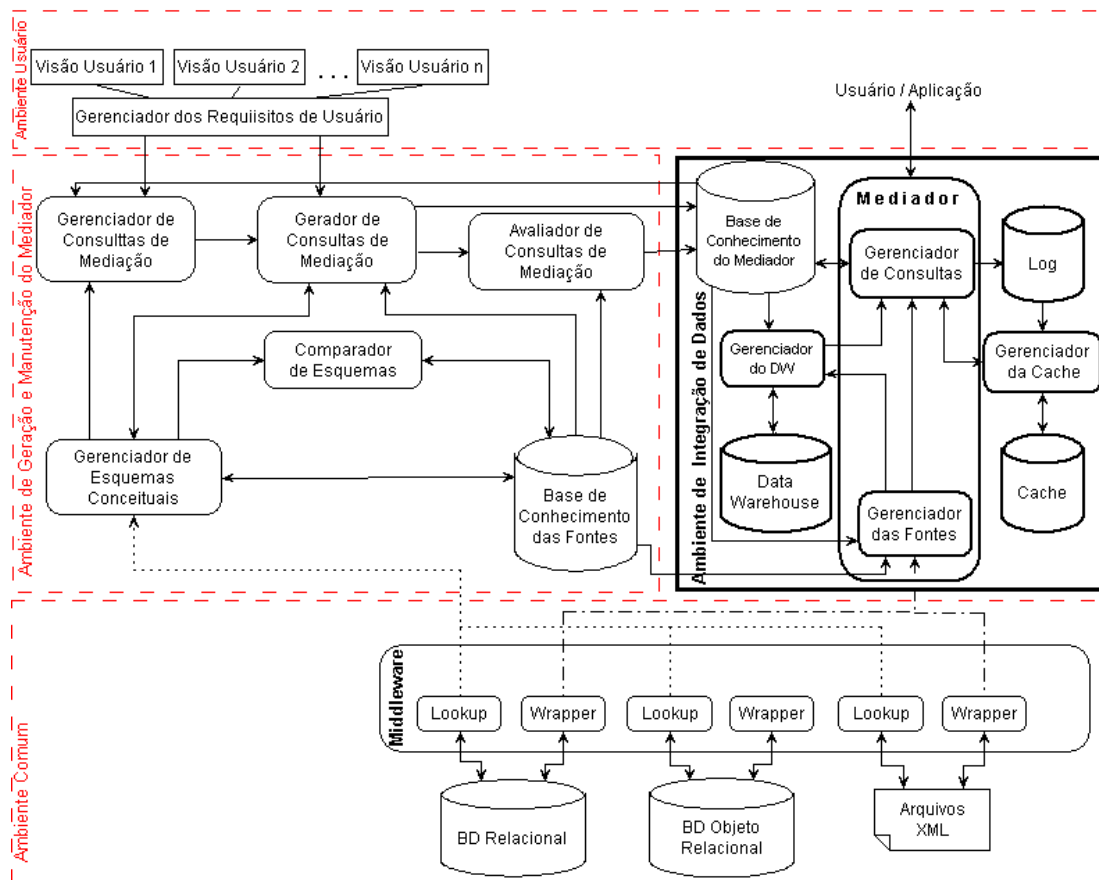 Ambiente Usuário
Visão Usuário 1
Visão Usuário 2
. . .
Visão Usuário n
Gerenciador dos Requiisitos de Usuário
Usuário / Aplicação
Ambiente de Geração e Manutenção do Mediador
Gerenciador de
Consulttas de
Mediação
Gerador de
Consultas de
Mediação
Avaliador de
Consultas de
Mediação
Comparador
de Esquemas
Gerenciador de
Esquemas
Conceituais
Base de
Conhecimento
das Fontes
Ambiente de Integração de Dados
Base de
Conhecimento
do Mediador
Mediador
Gerenciador
de Consultas
Log
Gerenciador
do DW
Gerenciador
da Cache
Data
Warehouse
Cache
Gerenciador
das Fontes
Ambiente Comum
Middleware
Lookup
Wrapper
Lookup
Wrapper
Lookup
Wrapper
BD Relacional
BD Objeto
Relacional
Arquivos
XML